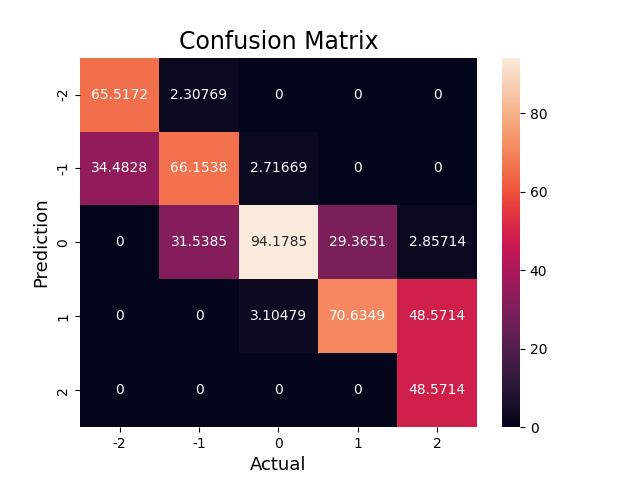 Confusion Matrix
-2 65.5172 2.30769 0 0 0
80
-1 34.4828 66.1538 2.71669 0 0
60
Prediction
0 0 31.5385 94.1785 29.3651 2.85714
40
1 0 0 3.10479 70.6349 48.5714
20
2 0 0 0 0 48.5714
0
-2 -1 0 1 2
Actual